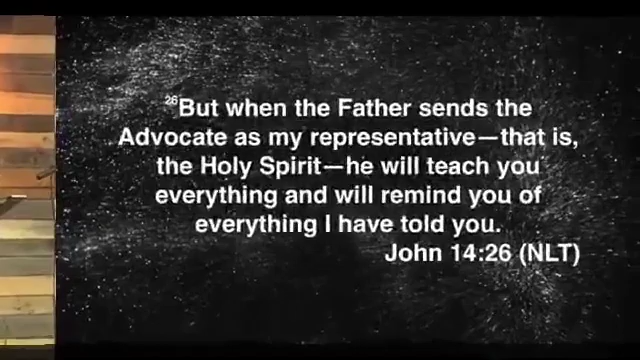 26But when the Father sends the
Advocate as my representative—that is,
the Holy Spirit—he will teach you
everything and will remind you of
everything I have told you.
John 14:26 (NLT)